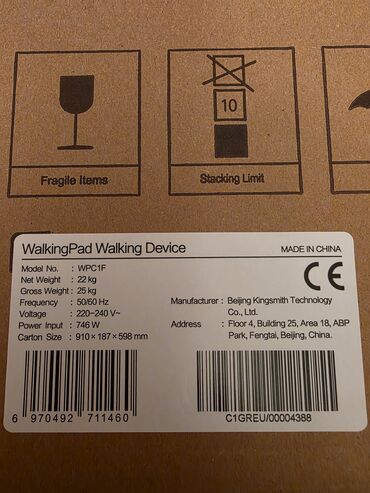 10
Fragile Items
Stacking Limit
WalkingPad Walking Device
MADE IN CHINA
Model No. : WPC1F
Net Weight : 22 kg
Gross Weight : 25 kg
Frequency : 50/60 Hz
Voltage : 220-240 V~
Power Input : 746 W
Carton Size : 910×187×598 mm
CE
Manufacturer : Beijing Kingsmith Technology
Co., Ltd.
Address : Floor 4, Building 25, Area 18, ABP
Park, Fengtai, Beijing, China.
6 970492 711460
C1GREU/00004388